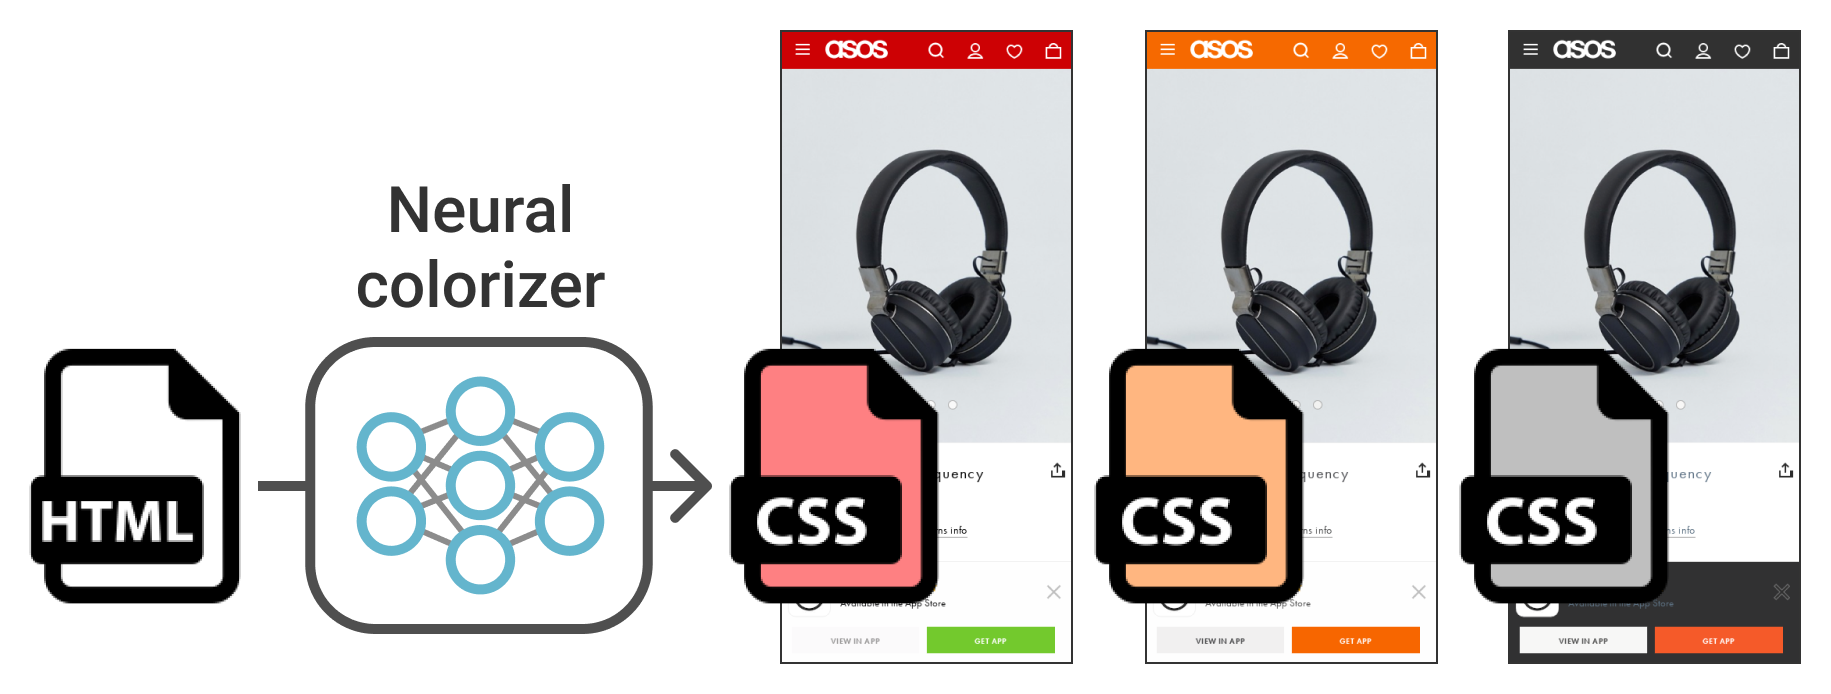 Neural
colorizer
HTML
asos
CSS
quency
ns info
Available in the App Store
VIEW IN APP
GET APP
asos
CSS
quency
ns info
Available in the App Store
VIEW IN APP
GET APP
asos
CSS
uency
ns info
Available in the App Store
VIEW IN APP
GET APP